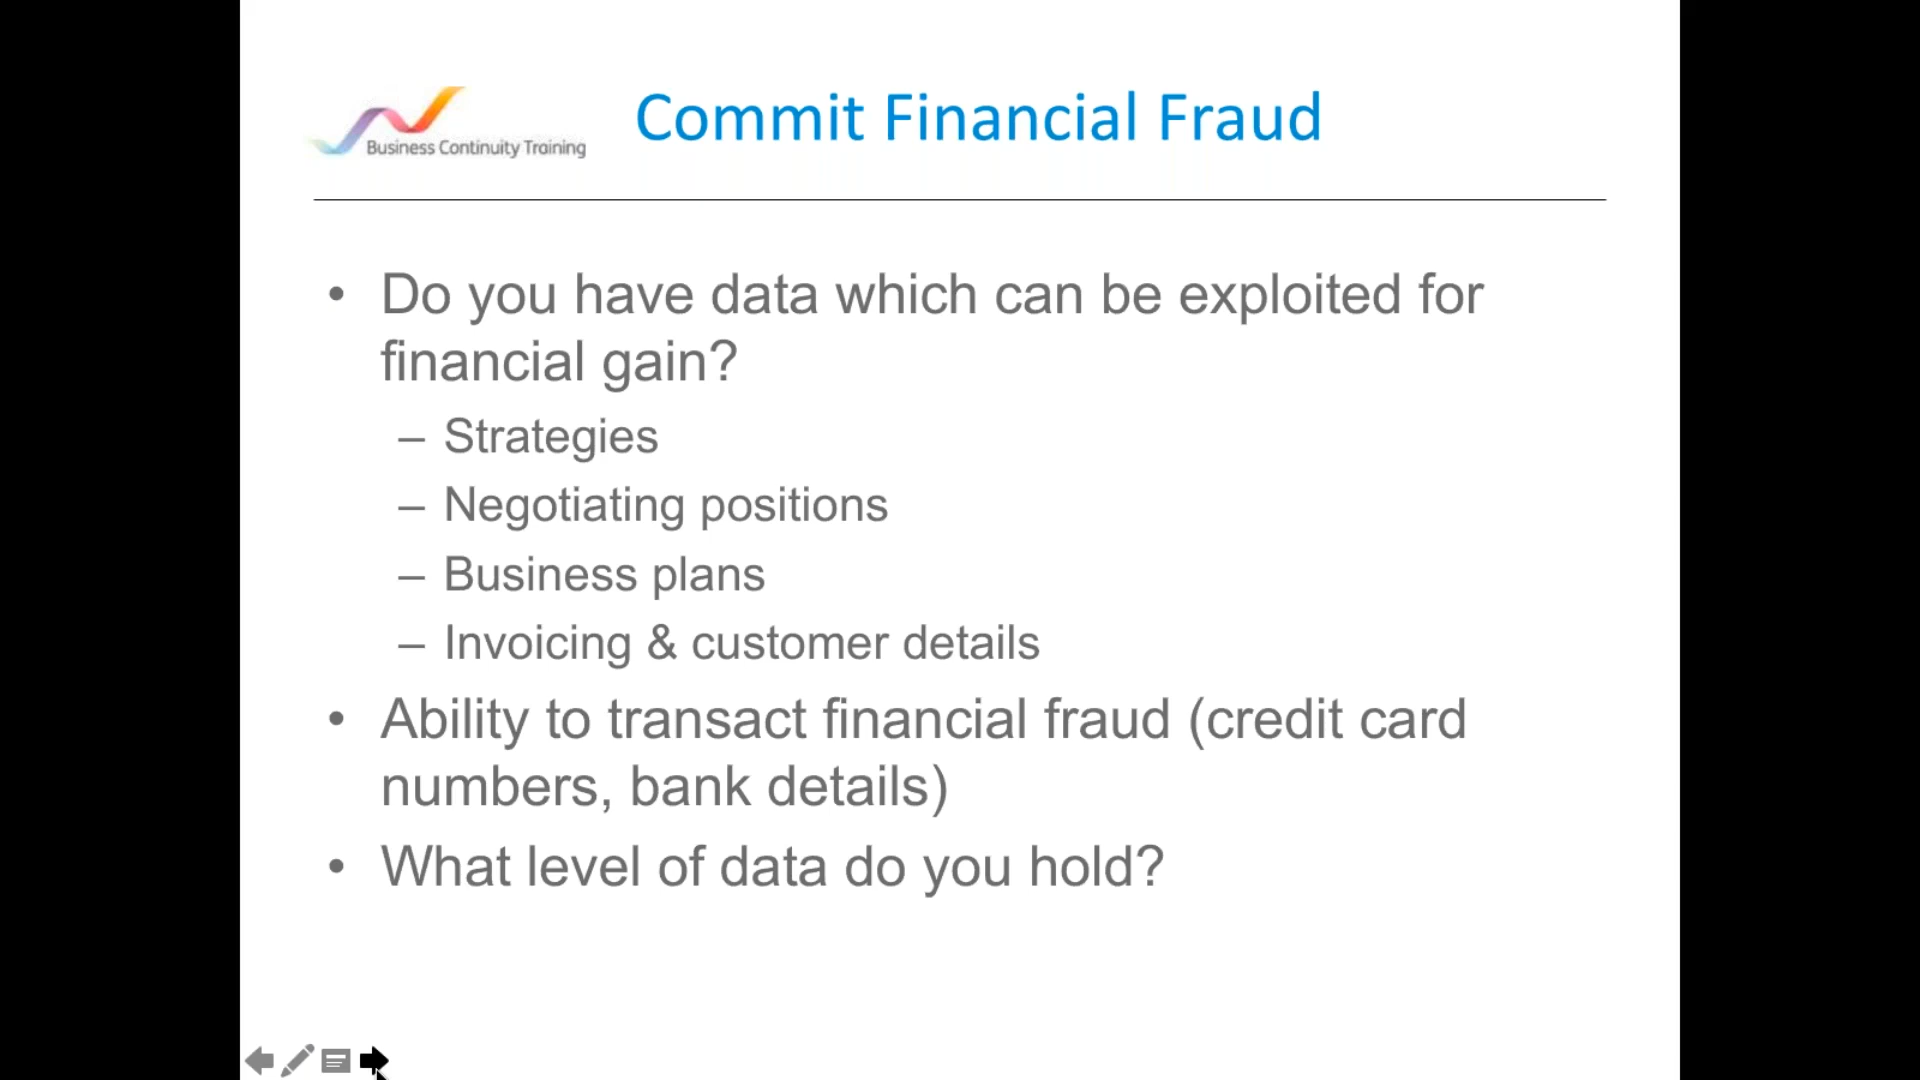 Business Continuity Training
Commit Financial Fraud
• Do you have data which can be exploited for
financial gain?
– Strategies
– Negotiating positions
– Business plans
– Invoicing & customer details
• Ability to transact financial fraud (credit card
numbers, bank details)
• What level of data do you hold?